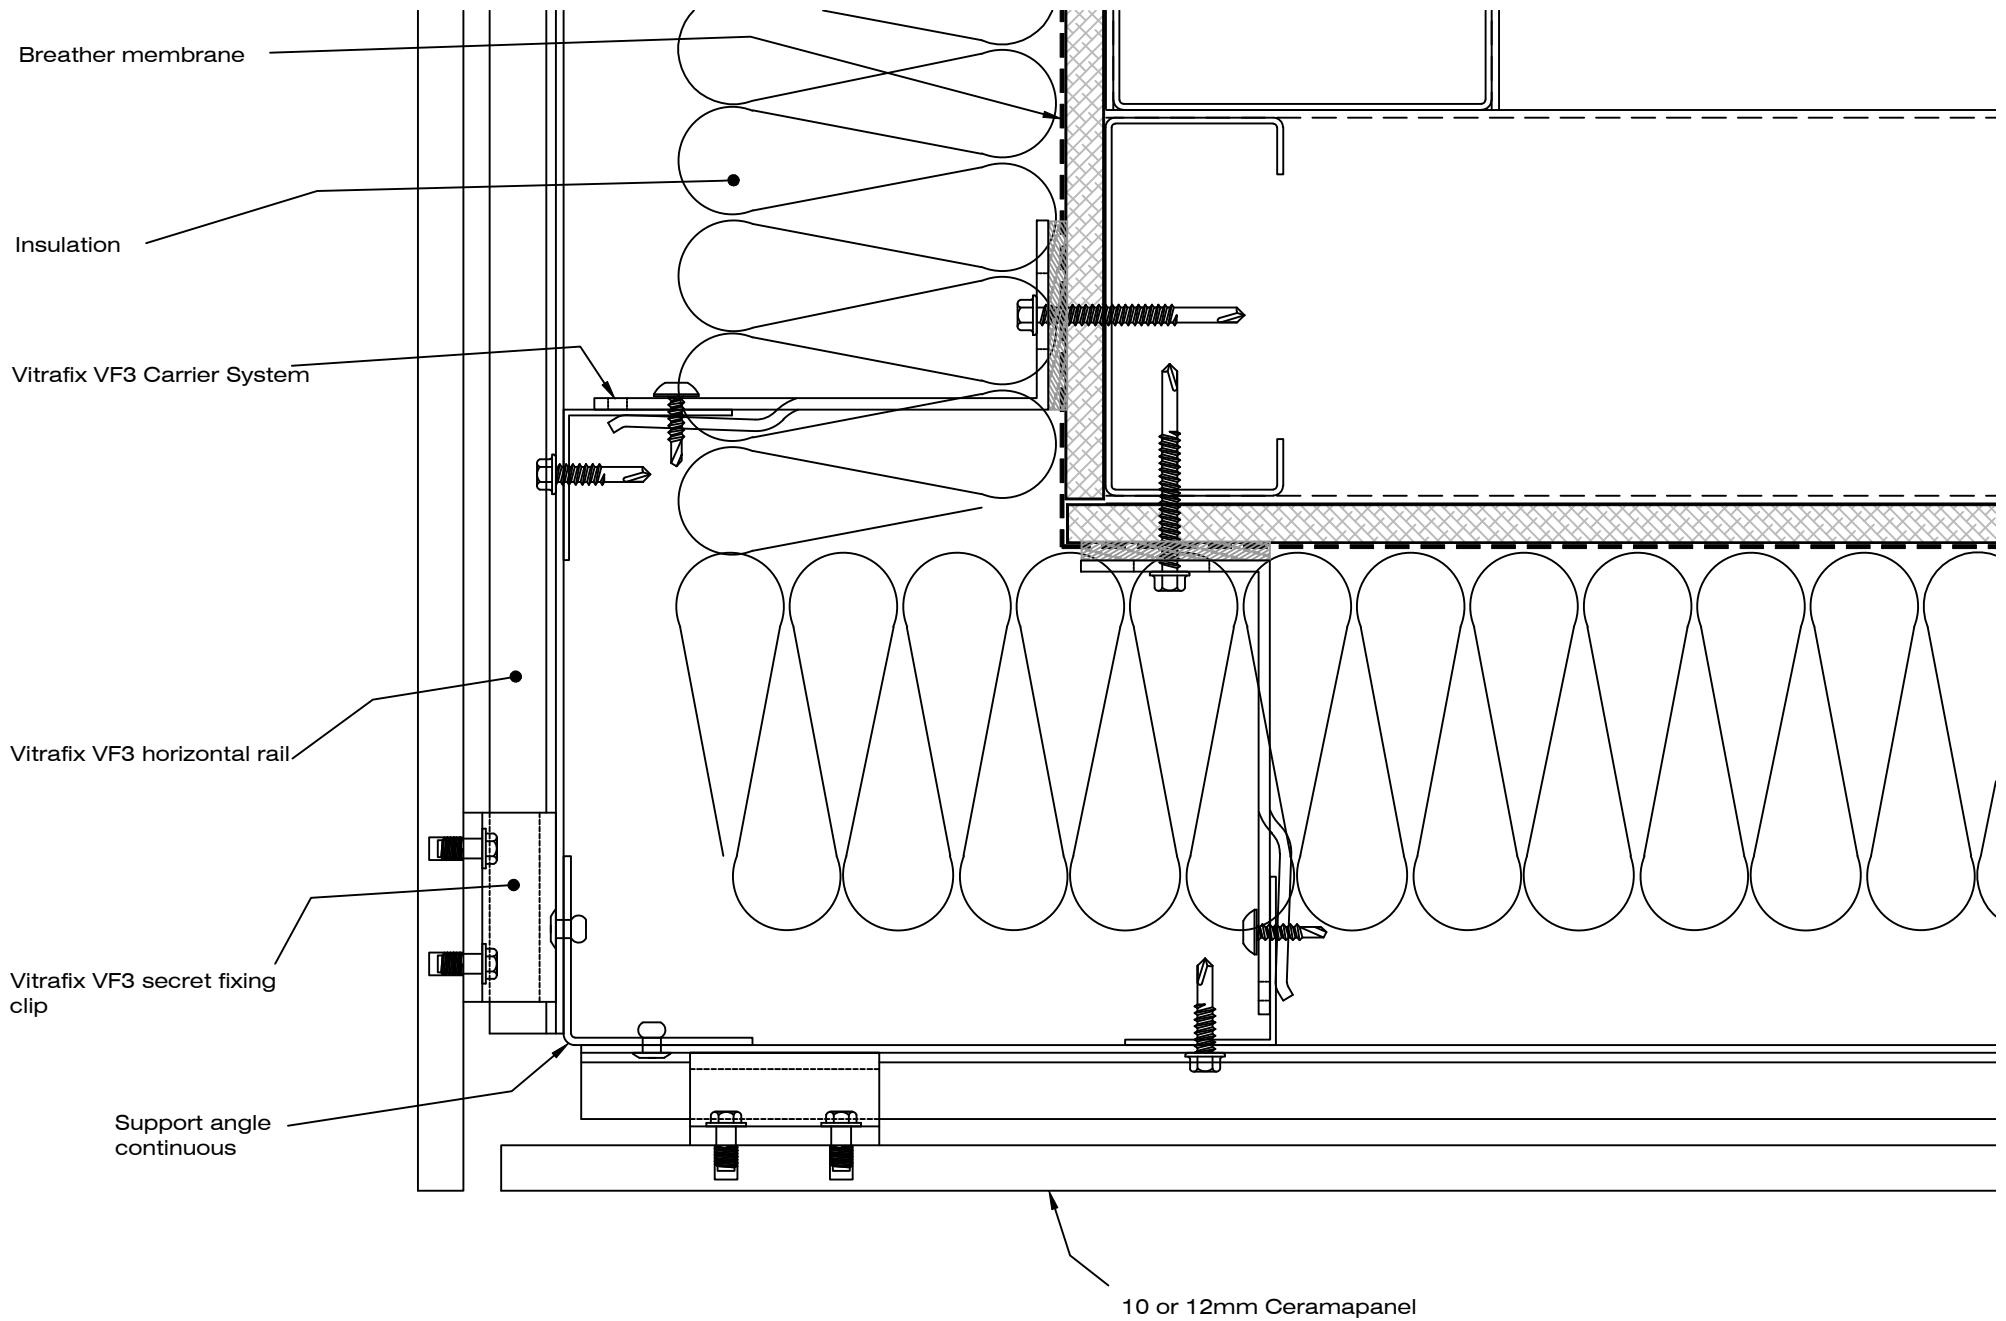 Breather membrane
Insulation
Vitrafix VF3 Carrier System
Vitrafix VF3 horizontal rail
Vitrafix VF3 secret fixing
clip
Support angle
continuous
10 or 12mm Ceramapanel